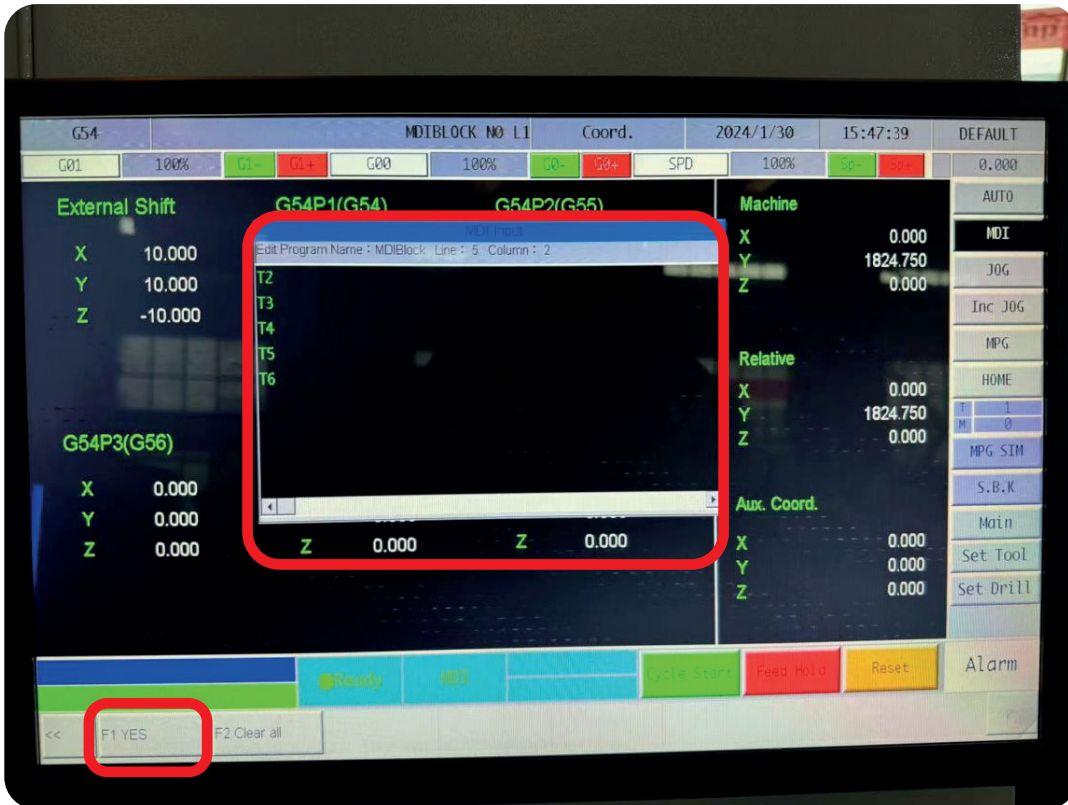 G54 MDIBLOCK N0 L1 Coord. 2024/1/30 15:47:39 DEFAULT
G01 100% G1- G1+ G00 100% G0- G0+ SPD 100% Sp- Sp+ 0.000
External Shift
X 10.000
Y 10.000
Z -10.000
G54P1(G54)
G54P2(G55)
MDI Input
Edit Program Name : MDIBlock Line : 5 Column : 2
T2
T3
T4
T5
T6
G54P3(G56)
X 0.000
Y 0.000
Z 0.000
Z 0.000
Z 0.000
Machine
X 0.000
Y 1824.750
Z 0.000
Relative
X 0.000
Y 1824.750
Z 0.000
Aux. Coord.
X 0.000
Y 0.000
Z 0.000
AUTO
MDI
JOG
Inc JOG
MPG
HOME
T 1
M 0
MPG SIM
S.B.K
Main
Set Tool
Set Drill
Ready MDI Cycle Start Feed Hold Reset Alarm
<< F1 YES F2 Clear all